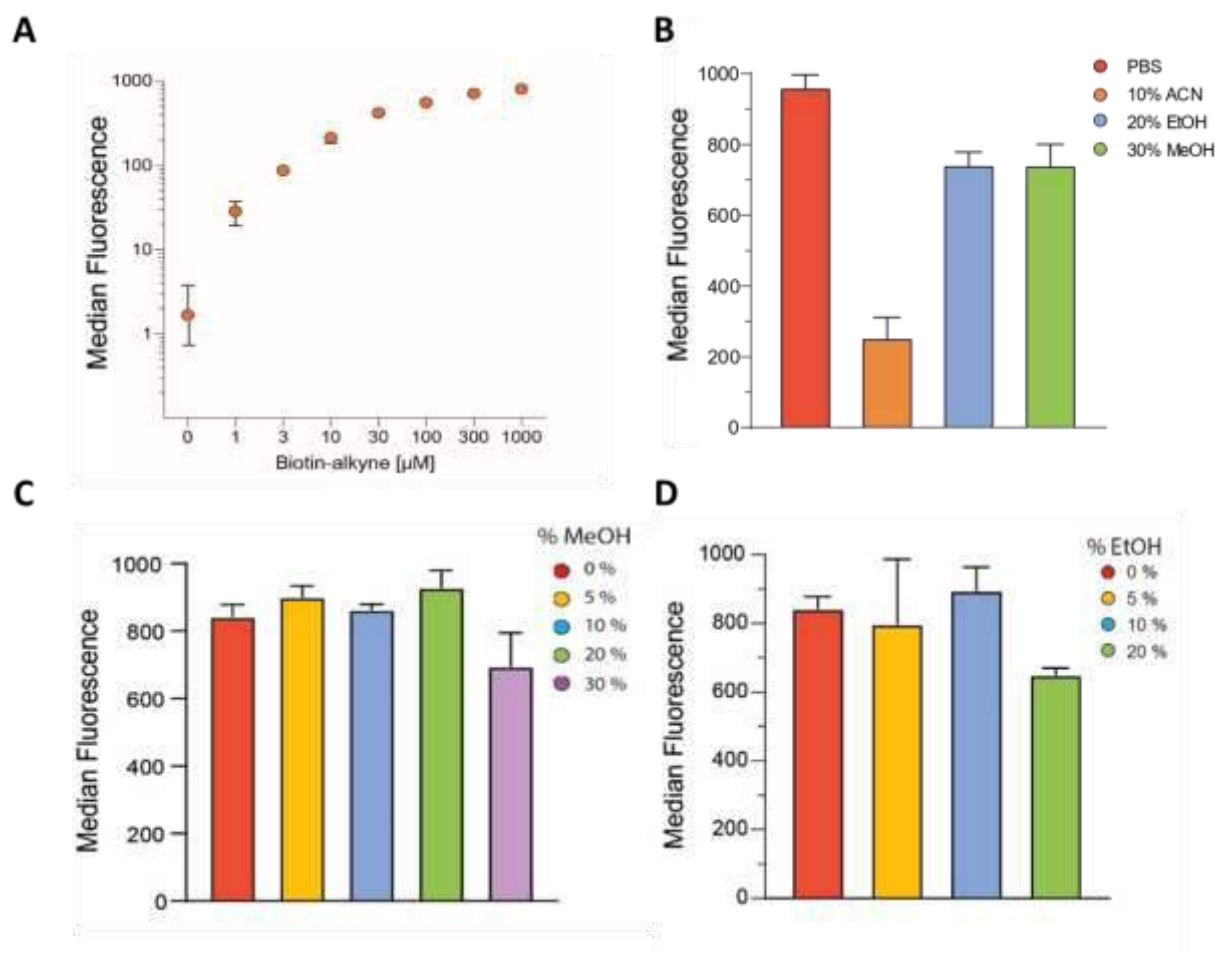 A
Median Fluorescence
1000
100
10
1
0 1 3 10 30 100 300 1000
Biotin-alkyne [µM]
B
Median Fluorescence
1000
800
600
400
200
0
PBS
10% ACN
20% EtOH
30% MeOH
C
Median Fluorescence
1000
800
600
400
200
0
% MeOH
0 %
5 %
10 %
20 %
30 %
D
Median Fluorescence
1000
800
600
400
200
0
% EtOH
0 %
5 %
10 %
20 %